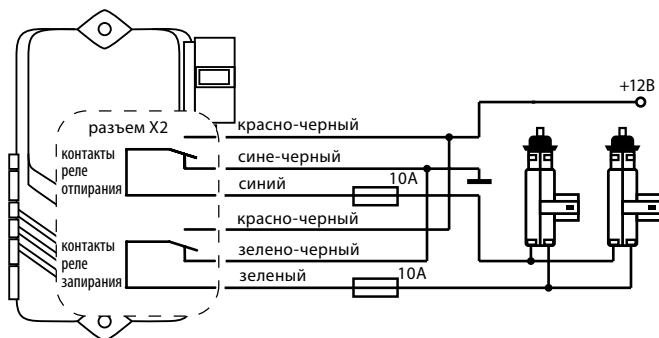 +12В
разъем X2
красно-черный
контакты
реле
отпирания
сине-черный
синий
10А
красно-черный
контакты
реле
запирания
зелено-черный
зеленый
10А